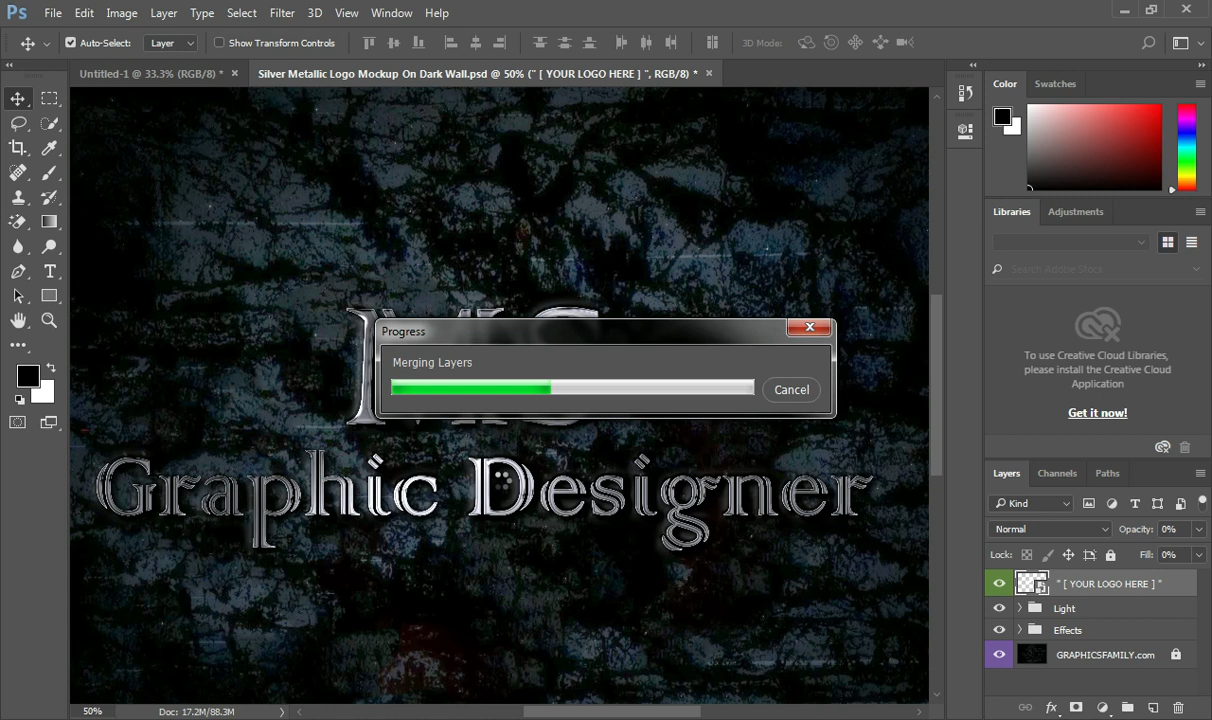 Ps File Edit Image Layer Type Select Filter 3D View Window Help
Auto-Select: Layer Show Transform Controls 3D Mode:
Untitled-1 @ 33.3% (RGB/8) * Silver Metallic Logo Mockup On Dark Wall.psd @ 50% (" [ YOUR LOGO HERE ] ", RGB/8) *
Color Swatches
Libraries Adjustments
Search Adobe Stock
To use Creative Cloud Libraries,
please install the Creative Cloud
Application
Get it now!
Progress
Merging Layers
Cancel
Graphic Designer
Layers Channels Paths
Kind
Normal Opacity: 0%
Lock: Fill: 0%
" [ YOUR LOGO HERE ] "
Light
Effects
GRAPHICSFAMILY.com
fx
50% Doc: 17.2M/88.3M